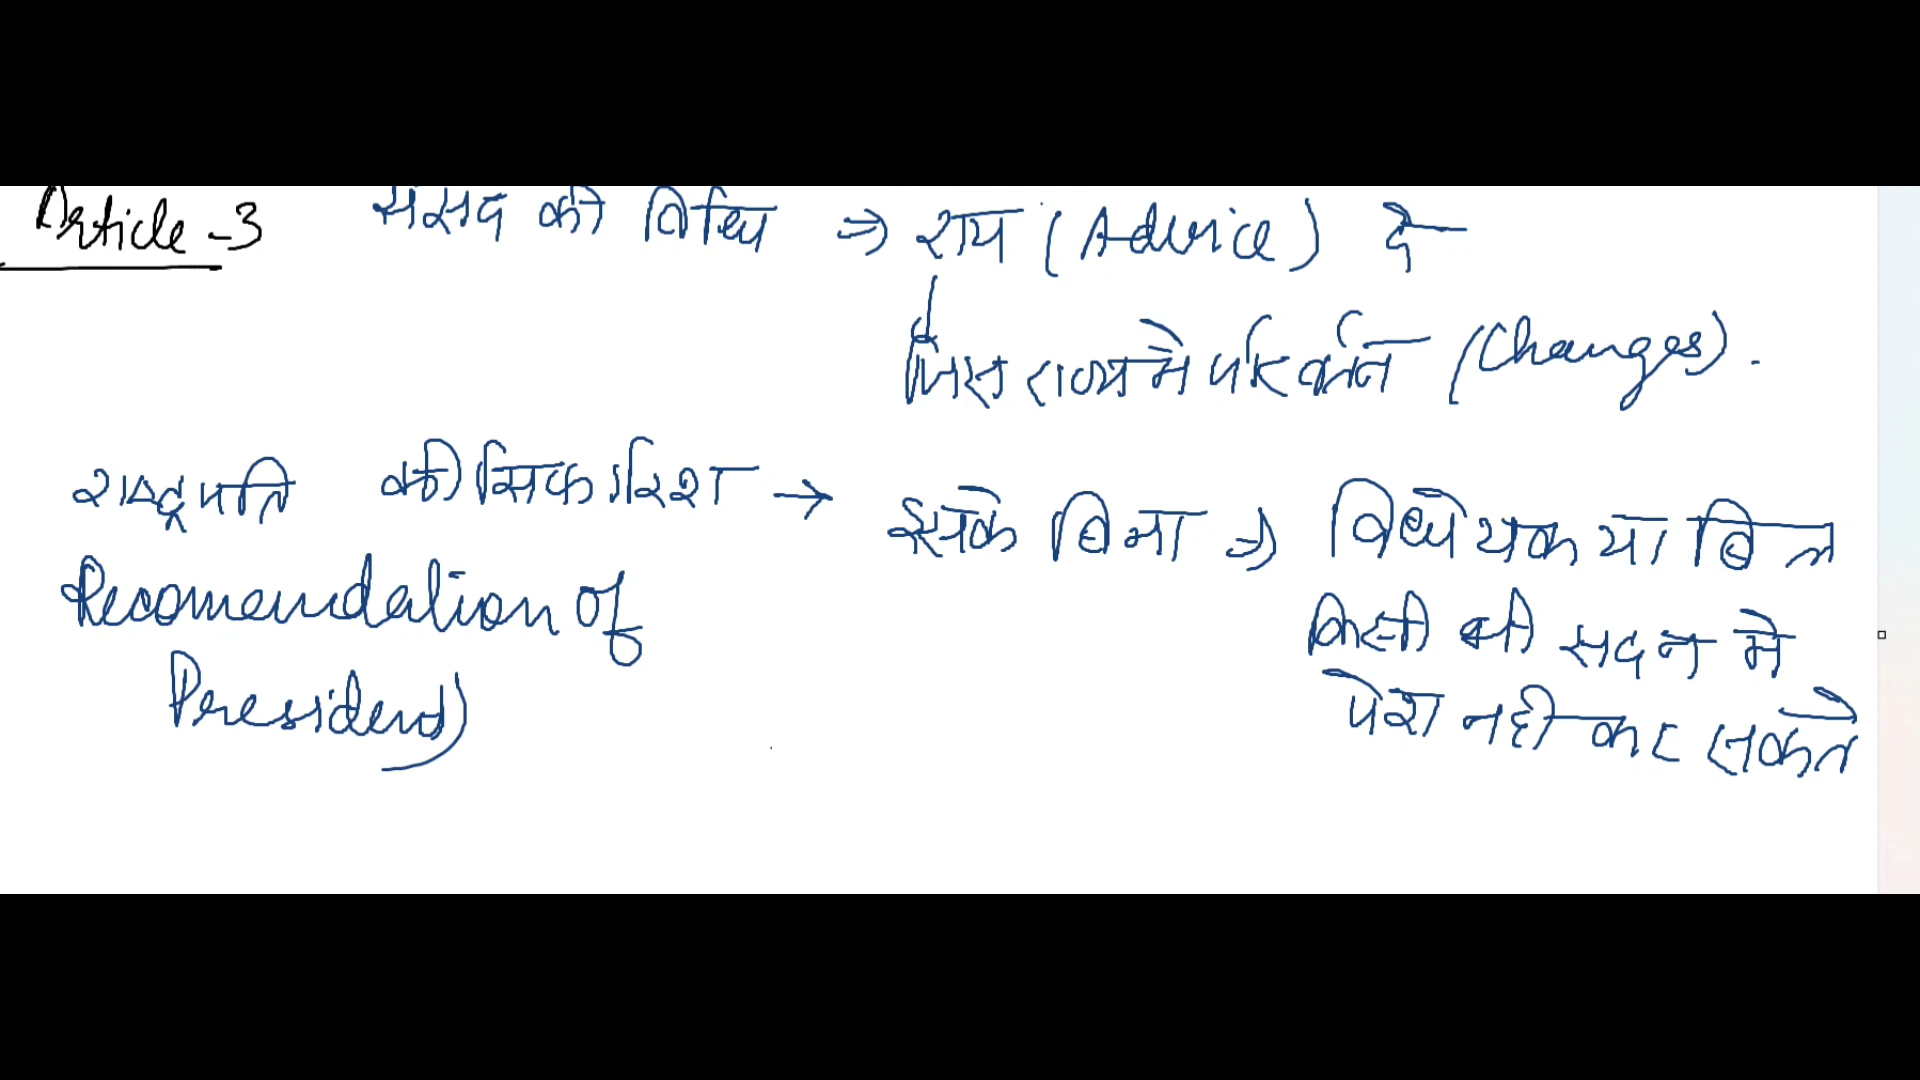 Article -3 संसद की विधि ⇒ राय (Advice) दे
जिस राज्य मे परिवर्तन (Changes).
राष्ट्रपति की सिफारिश → इसके बिना ⇒ विधेयक या बिल
Recomendation of किसी भी सदन मे
President) पेश नही कर सकते